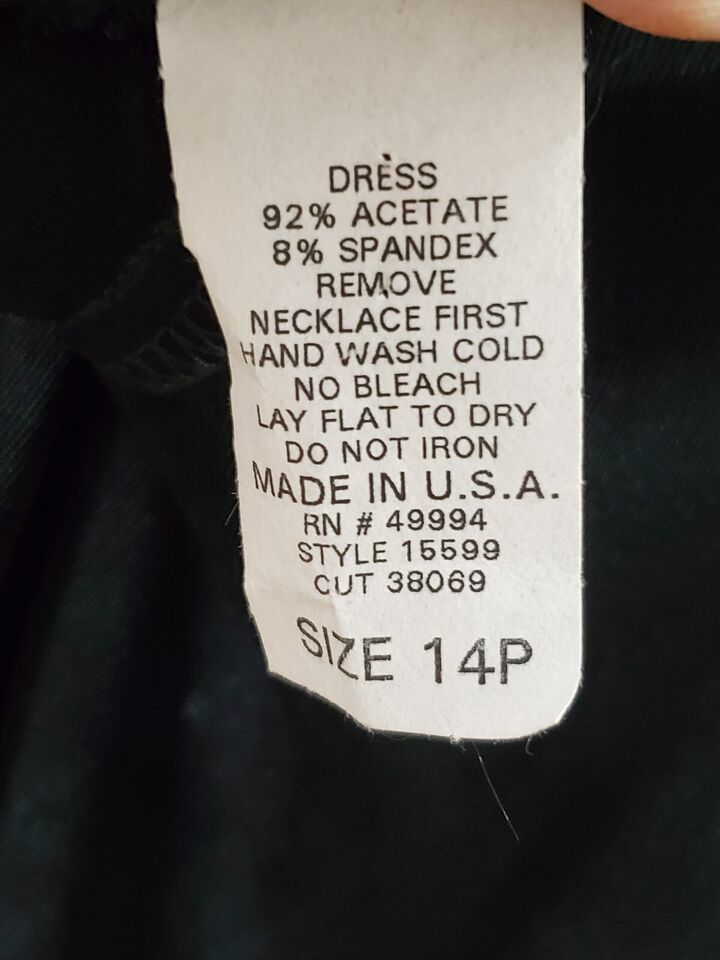 DRESS
92% ACETATE
8% SPANDEX
REMOVE
NECKLACE FIRST
HAND WASH COLD
NO BLEACH
LAY FLAT TO DRY
DO NOT IRON
MADE IN U.S.A.
RN # 49994
STYLE 15599
CUT 38069
SIZE 14P